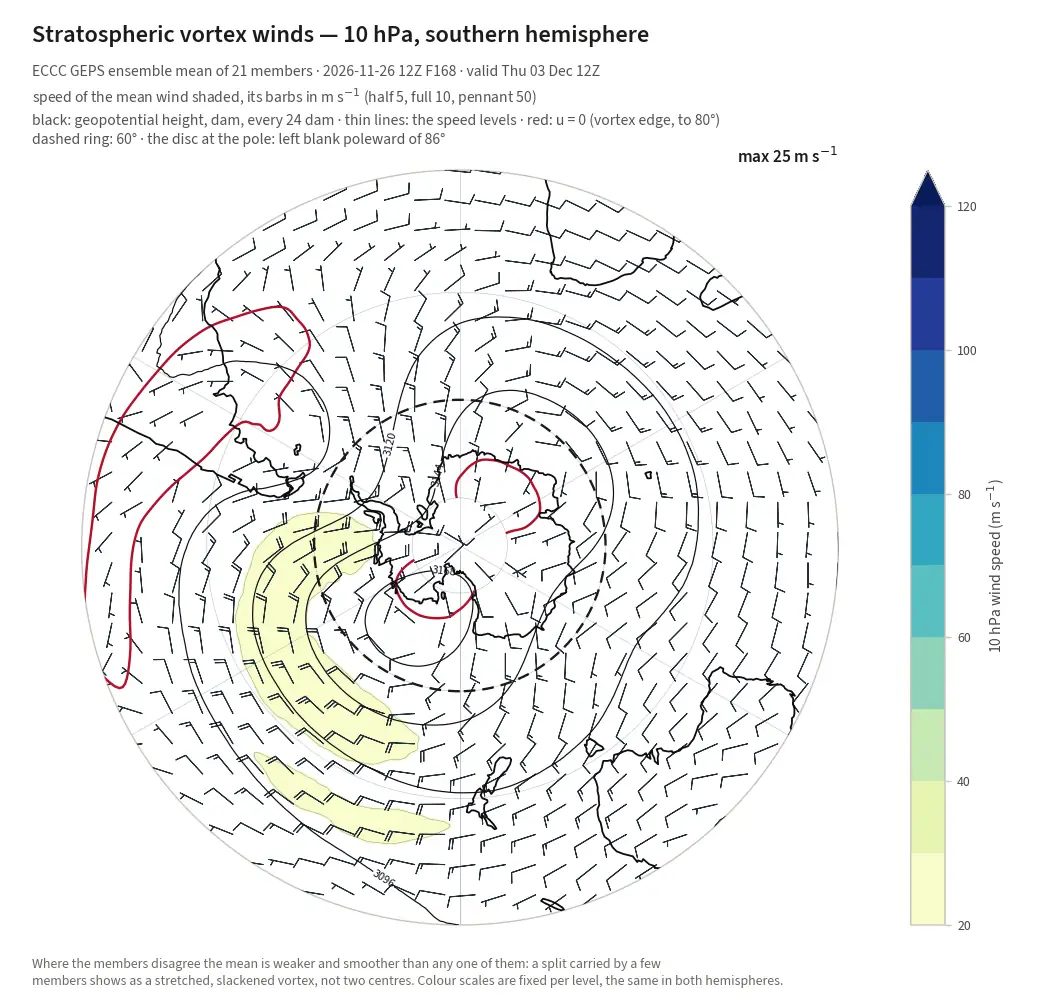 Stratospheric vortex winds — 10 hPa, southern hemisphere
ECCC GEPS ensemble mean of 21 members · 2026-11-26 12Z F168 · valid Thu 03 Dec 12Z
speed of the mean wind shaded, its barbs in m s⁻¹ (half 5, full 10, pennant 50)
black: geopotential height, dam, every 24 dam · thin lines: the speed levels · red: u = 0 (vortex edge, to 80°)
dashed ring: 60° · the disc at the pole: left blank poleward of 86°
max 25 m s⁻¹
120
100
80
60
40
20
10 hPa wind speed (m s⁻¹)
3120
3168
3096
Where the members disagree the mean is weaker and smoother than any one of them: a split carried by a few
members shows as a stretched, slackened vortex, not two centres. Colour scales are fixed per level, the same in both hemispheres.